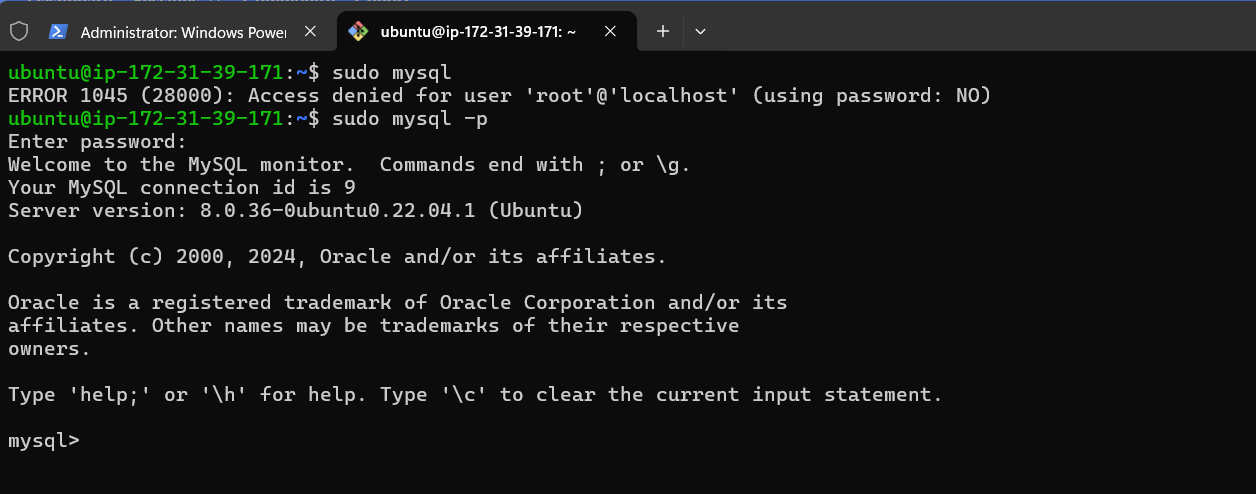 Administrator: Windows Power
ubuntu@ip-172-31-39-171: ~
ubuntu@ip-172-31-39-171:~$ sudo mysql
ERROR 1045 (28000): Access denied for user 'root'@'localhost' (using password: NO)
ubuntu@ip-172-31-39-171:~$ sudo mysql -p
Enter password:
Welcome to the MySQL monitor.  Commands end with ; or \g.
Your MySQL connection id is 9
Server version: 8.0.36-0ubuntu0.22.04.1 (Ubuntu)
Copyright (c) 2000, 2024, Oracle and/or its affiliates.
Oracle is a registered trademark of Oracle Corporation and/or its
affiliates. Other names may be trademarks of their respective
owners.
Type 'help;' or '\h' for help. Type '\c' to clear the current input statement.
mysql>